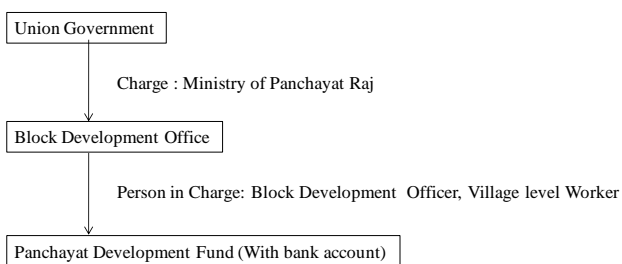 Union Government
Charge : Ministry of Panchayat Raj
Block Development Office
Person in Charge: Block Development Officer, Village level Worker
Panchayat Development Fund (With bank account)